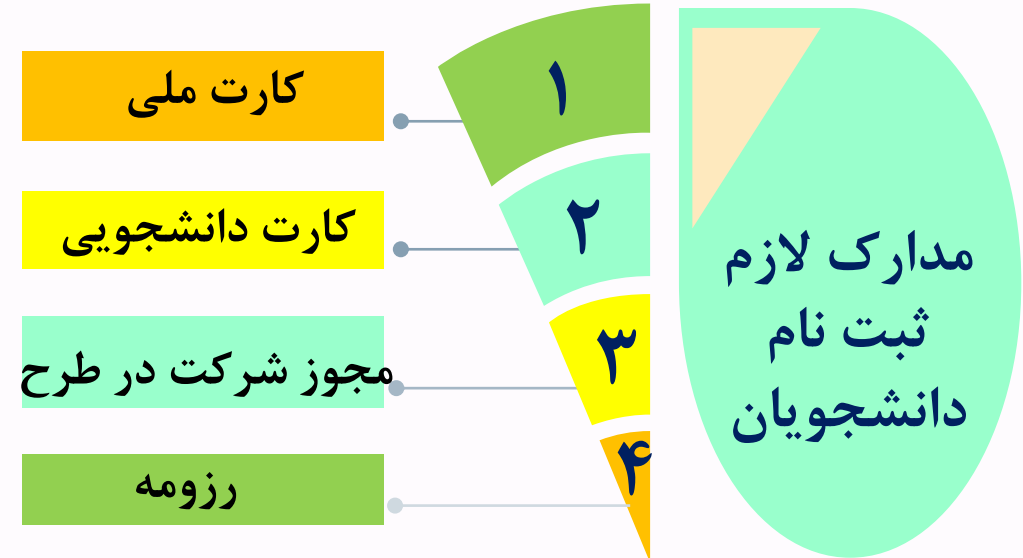 مدارک لازم
ثبت نام
دانشجویان
۱
کارت ملی
۲
کارت دانشجویی
۳
مجوز شرکت در طرح
۴
رزومه